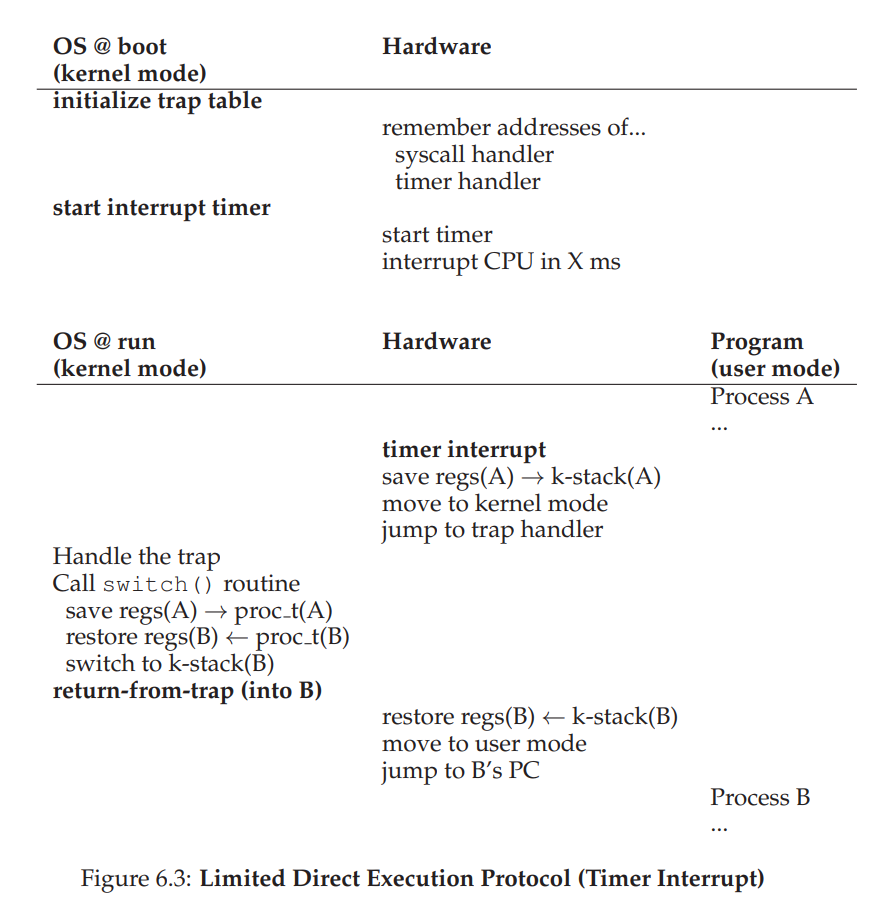 OS @ boot Hardware
(kernel mode)
initialize trap table
remember addresses of...
syscall handler
timer handler
start interrupt timer
start timer
interrupt CPU in X ms
OS @ run Hardware Program
(kernel mode) (user mode)
Process A
...
timer interrupt
save regs(A) → k-stack(A)
move to kernel mode
jump to trap handler
Handle the trap
Call switch() routine
save regs(A) → proc_t(A)
restore regs(B) ← proc_t(B)
switch to k-stack(B)
return-from-trap (into B)
restore regs(B) ← k-stack(B)
move to user mode
jump to B’s PC
Process B
...
Figure 6.3: Limited Direct Execution Protocol (Timer Interrupt)